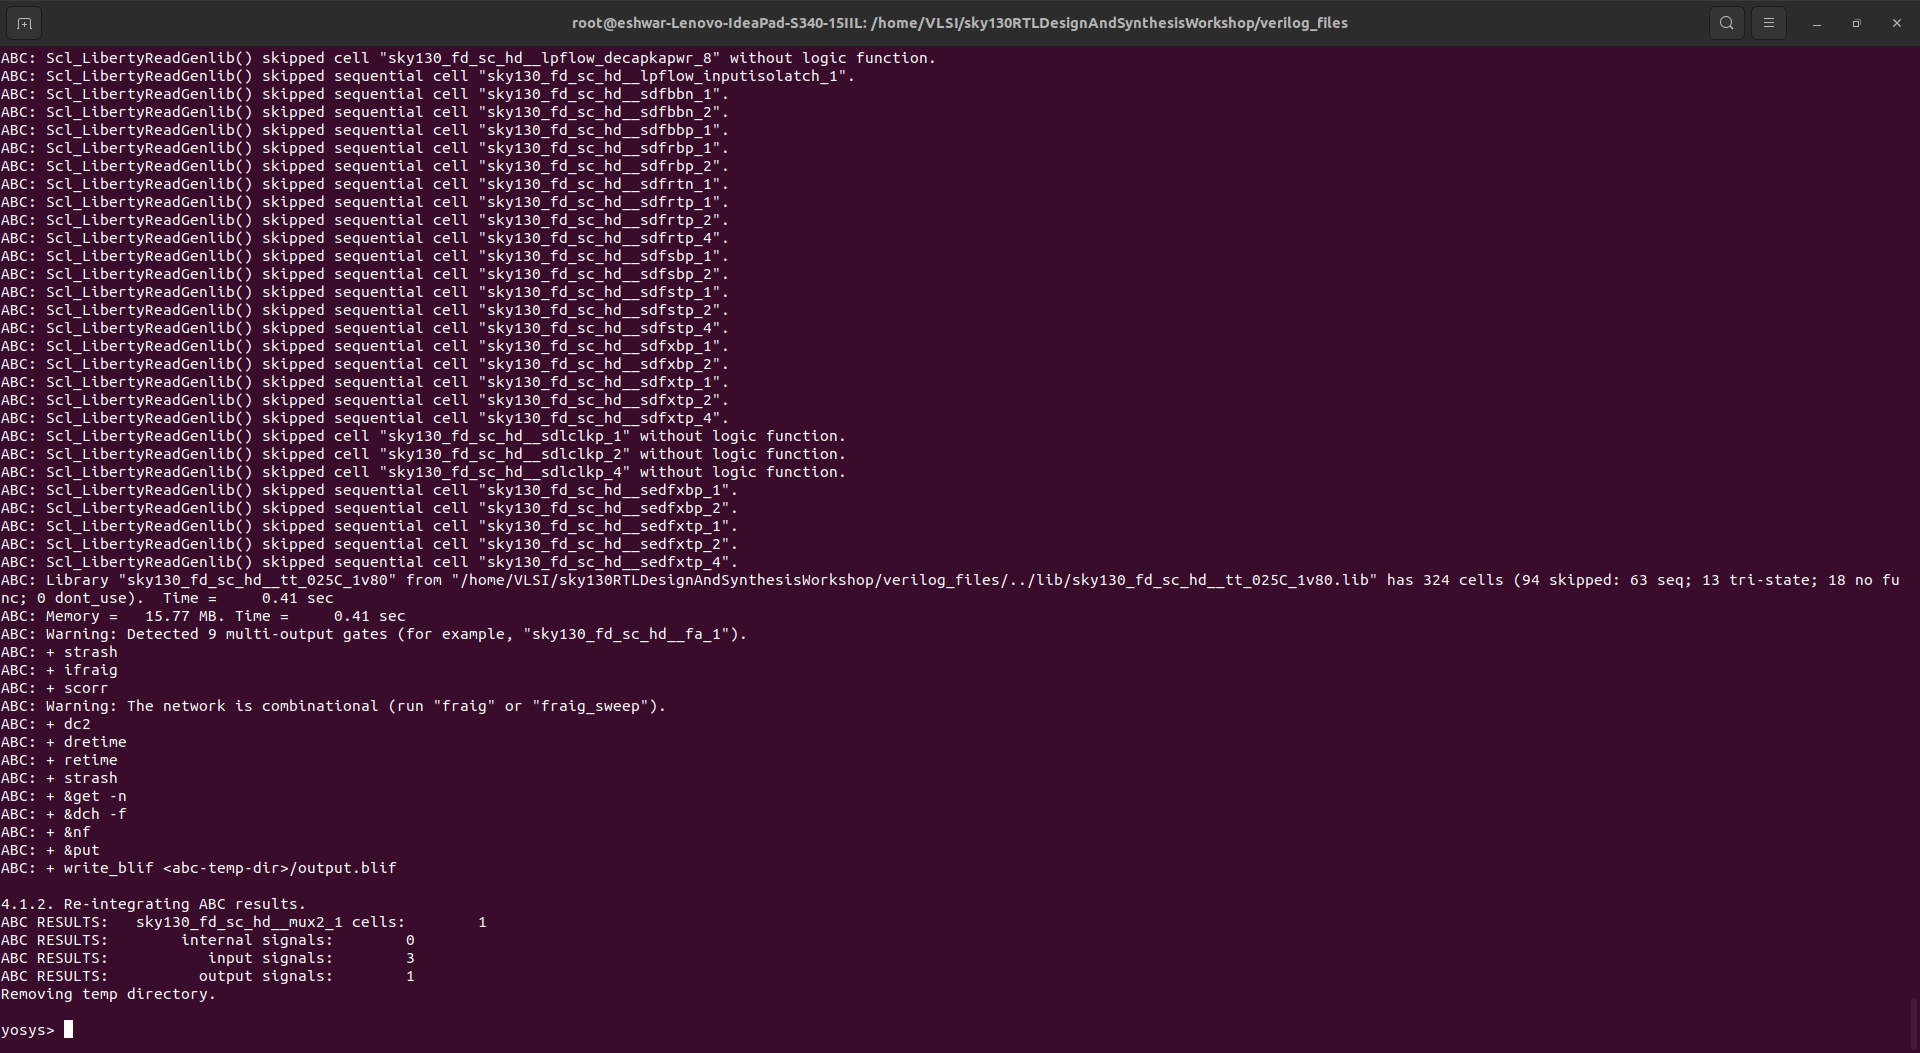 root@eshwar-Lenovo-IdeaPad-S340-15IIL: /home/VLSI/sky130RTLDesignAndSynthesisWorkshop/verilog_files
ABC: Scl_LibertyReadGenlib() skipped cell "sky130_fd_sc_hd__lpflow_decapkapwr_8" without logic function.
ABC: Scl_LibertyReadGenlib() skipped sequential cell "sky130_fd_sc_hd__lpflow_inputisolatch_1".
ABC: Scl_LibertyReadGenlib() skipped sequential cell "sky130_fd_sc_hd__sdfbbn_1".
ABC: Scl_LibertyReadGenlib() skipped sequential cell "sky130_fd_sc_hd__sdfbbn_2".
ABC: Scl_LibertyReadGenlib() skipped sequential cell "sky130_fd_sc_hd__sdfbbp_1".
ABC: Scl_LibertyReadGenlib() skipped sequential cell "sky130_fd_sc_hd__sdfrbp_1".
ABC: Scl_LibertyReadGenlib() skipped sequential cell "sky130_fd_sc_hd__sdfrbp_2".
ABC: Scl_LibertyReadGenlib() skipped sequential cell "sky130_fd_sc_hd__sdfrtn_1".
ABC: Scl_LibertyReadGenlib() skipped sequential cell "sky130_fd_sc_hd__sdfrtp_1".
ABC: Scl_LibertyReadGenlib() skipped sequential cell "sky130_fd_sc_hd__sdfrtp_2".
ABC: Scl_LibertyReadGenlib() skipped sequential cell "sky130_fd_sc_hd__sdfrtp_4".
ABC: Scl_LibertyReadGenlib() skipped sequential cell "sky130_fd_sc_hd__sdfsbp_1".
ABC: Scl_LibertyReadGenlib() skipped sequential cell "sky130_fd_sc_hd__sdfsbp_2".
ABC: Scl_LibertyReadGenlib() skipped sequential cell "sky130_fd_sc_hd__sdfstp_1".
ABC: Scl_LibertyReadGenlib() skipped sequential cell "sky130_fd_sc_hd__sdfstp_2".
ABC: Scl_LibertyReadGenlib() skipped sequential cell "sky130_fd_sc_hd__sdfstp_4".
ABC: Scl_LibertyReadGenlib() skipped sequential cell "sky130_fd_sc_hd__sdfxbp_1".
ABC: Scl_LibertyReadGenlib() skipped sequential cell "sky130_fd_sc_hd__sdfxbp_2".
ABC: Scl_LibertyReadGenlib() skipped sequential cell "sky130_fd_sc_hd__sdfxtp_1".
ABC: Scl_LibertyReadGenlib() skipped sequential cell "sky130_fd_sc_hd__sdfxtp_2".
ABC: Scl_LibertyReadGenlib() skipped sequential cell "sky130_fd_sc_hd__sdfxtp_4".
ABC: Scl_LibertyReadGenlib() skipped cell "sky130_fd_sc_hd__sdlclkp_1" without logic function.
ABC: Scl_LibertyReadGenlib() skipped cell "sky130_fd_sc_hd__sdlclkp_2" without logic function.
ABC: Scl_LibertyReadGenlib() skipped cell "sky130_fd_sc_hd__sdlclkp_4" without logic function.
ABC: Scl_LibertyReadGenlib() skipped sequential cell "sky130_fd_sc_hd__sedfxbp_1".
ABC: Scl_LibertyReadGenlib() skipped sequential cell "sky130_fd_sc_hd__sedfxbp_2".
ABC: Scl_LibertyReadGenlib() skipped sequential cell "sky130_fd_sc_hd__sedfxtp_1".
ABC: Scl_LibertyReadGenlib() skipped sequential cell "sky130_fd_sc_hd__sedfxtp_2".
ABC: Scl_LibertyReadGenlib() skipped sequential cell "sky130_fd_sc_hd__sedfxtp_4".
ABC: Library "sky130_fd_sc_hd__tt_025C_1v80" from "/home/VLSI/sky130RTLDesignAndSynthesisWorkshop/verilog_files/../lib/sky130_fd_sc_hd__tt_025C_1v80.lib" has 324 cells (94 skipped: 63 seq; 13 tri-state; 18 no fu
nc; 0 dont_use).  Time =     0.41 sec
ABC: Memory =   15.77 MB. Time =     0.41 sec
ABC: Warning: Detected 9 multi-output gates (for example, "sky130_fd_sc_hd__fa_1").
ABC: + strash
ABC: + ifraig
ABC: + scorr
ABC: Warning: The network is combinational (run "fraig" or "fraig_sweep").
ABC: + dc2
ABC: + dretime
ABC: + retime
ABC: + strash
ABC: + &get -n
ABC: + &dch -f
ABC: + &nf
ABC: + &put
ABC: + write_blif <abc-temp-dir>/output.blif
4.1.2. Re-integrating ABC results.
ABC RESULTS:   sky130_fd_sc_hd__mux2_1 cells:        1
ABC RESULTS:        internal signals:        0
ABC RESULTS:           input signals:        3
ABC RESULTS:          output signals:        1
Removing temp directory.
yosys>